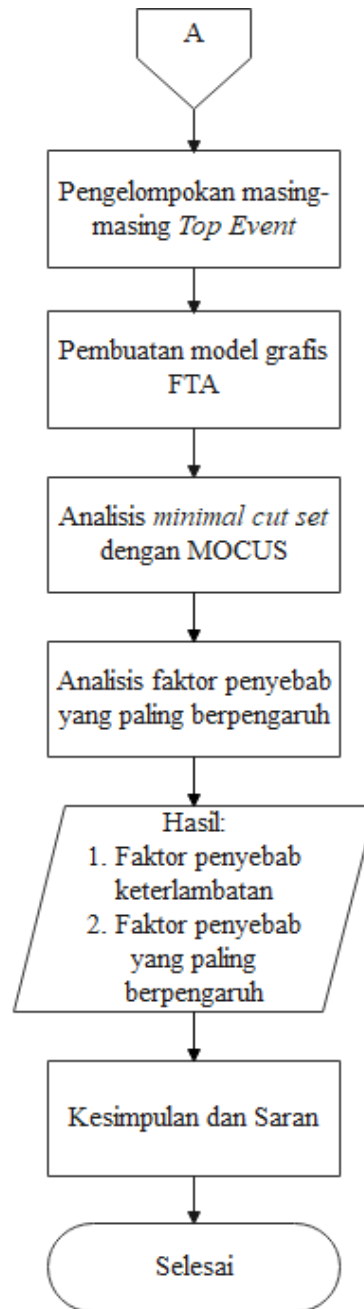 A
Pengelompokan masing-
masing Top Event
Pembuatan model grafis
FTA
Analisis minimal cut set
dengan MOCUS
Analisis faktor penyebab
yang paling berpengaruh
Hasil:
1. Faktor penyebab
keterlambatan
2. Faktor penyebab
yang paling
berpengaruh
Kesimpulan dan Saran
Selesai